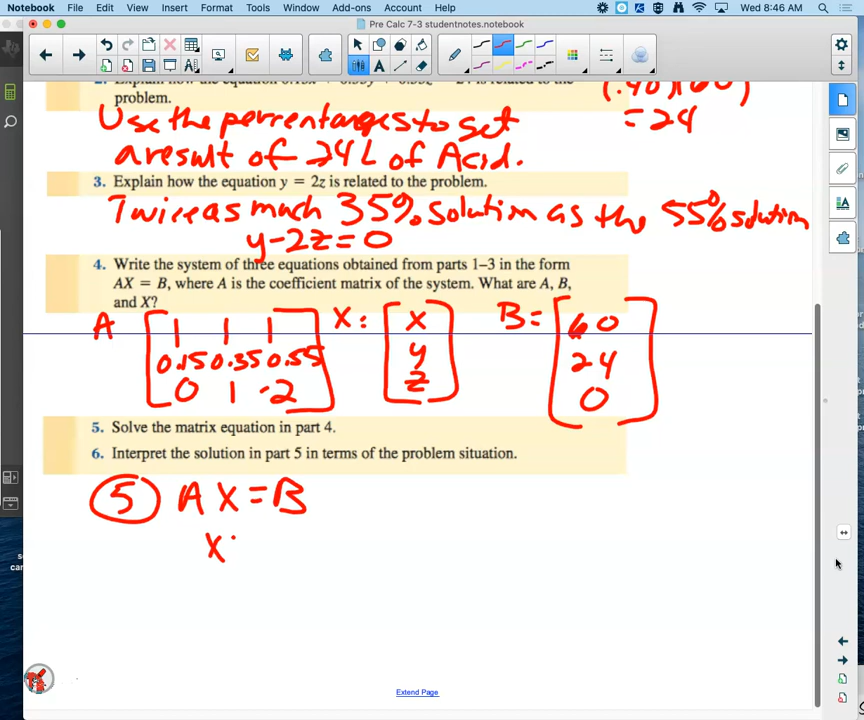 Notebook File Edit View Insert Format Tools Window Account Help Wed 8:46 AM
Pre Calc 7-3 studentnotes.notebook
problem.
(.40)(60)
= 24
Use the percentages to get
a result of 24L of Acid.
3. Explain how the equation y = 2z is related to the problem.
Twice as much 35% solution as the 55% solution
y-2z=0
4. Write the system of three equations obtained from parts 1–3 in the form
AX = B, where A is the coefficient matrix of the system. What are A, B,
and X?
A [ 1 1 1 X: [ x B = [ 60
0.15 0.35 0.55 y 24
0 1 -2 ] z ] 0 ]
5. Solve the matrix equation in part 4.
6. Interpret the solution in part 5 in terms of the problem situation.
5 AX=B
X
Extend Page